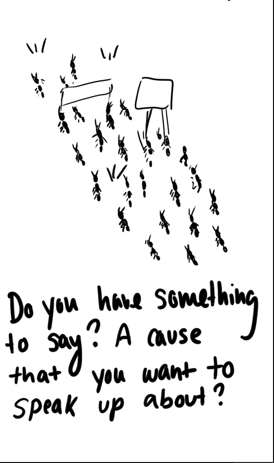 Do you have something
to say? A cause
that you want to
speak up about?